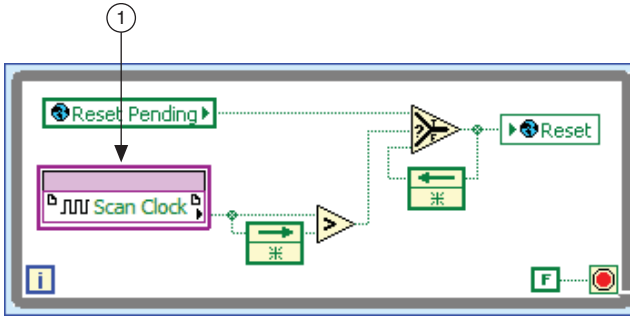 1
Reset Pending
? T F
Reset
Scan Clock
>
i
F